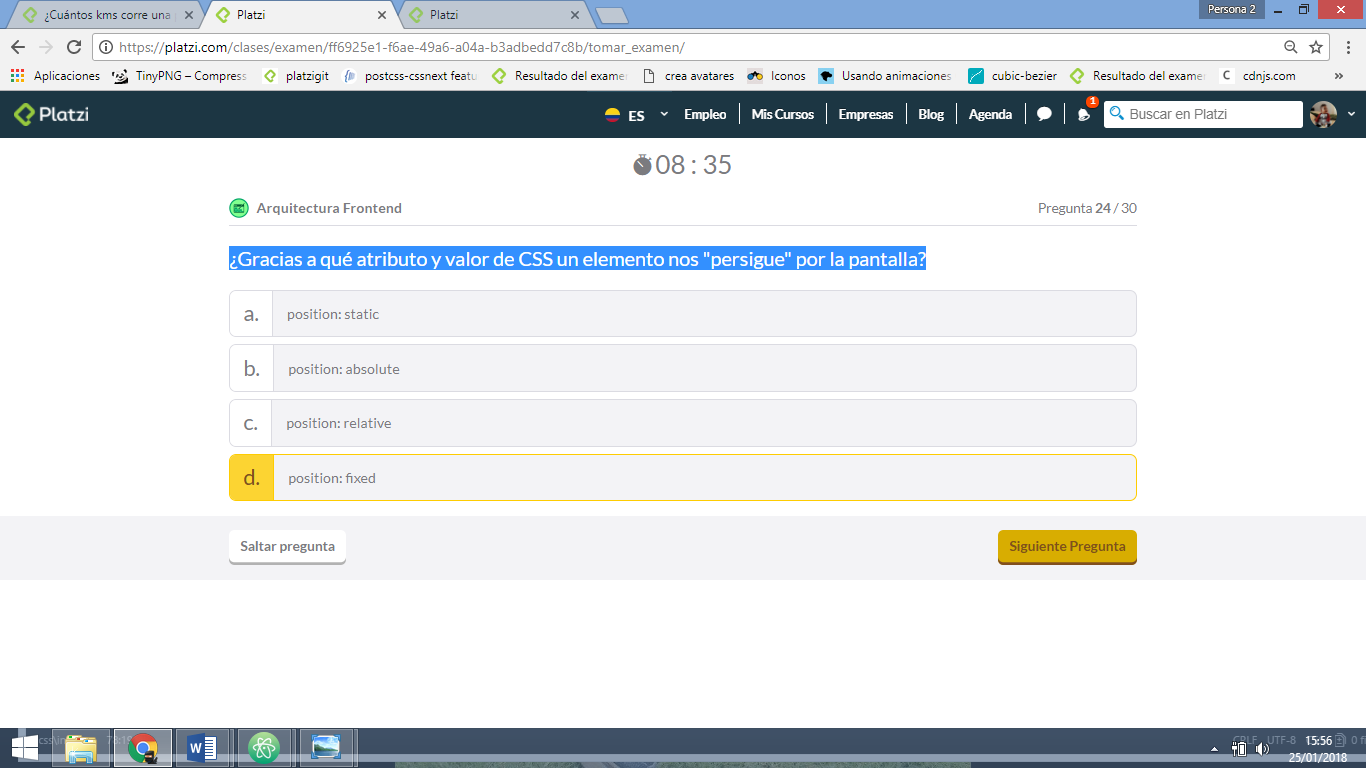 ¿Cuántos kms corre una
Platzi
Platzi
Persona 2
https://platzi.com/clases/examen/ff6925e1-f6ae-49a6-a04a-b3adbedd7c8b/tomar_examen/
Aplicaciones TinyPNG – Compress platzigit postcss-cssnext featu Resultado del exame crea avatares Iconos Usando animaciones cubic-bezier Resultado del exame C cdnjs.com »
Platzi ES Empleo Mis Cursos Empresas Blog Agenda 1 Buscar en Platzi
08 : 35
Arquitectura Frontend Pregunta 24 / 30
¿Gracias a qué atributo y valor de CSS un elemento nos "persigue" por la pantalla?
a. position: static
b. position: absolute
c. position: relative
d. position: fixed
Saltar pregunta Siguiente Pregunta
CRLF UTF-8 15:56
25/01/2018